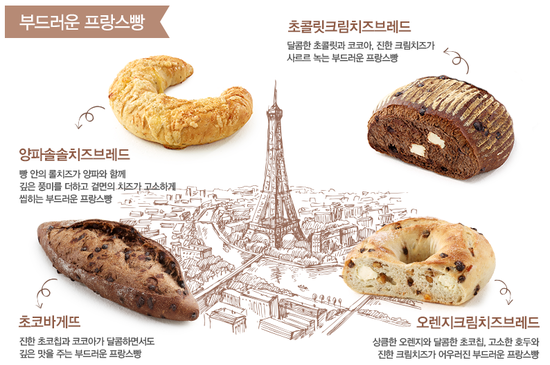 부드러운 프랑스빵
초콜릿크림치즈브레드
달콤한 초콜릿과 코코아, 진한 크림치즈가
사르르 녹는 부드러운 프랑스빵
양파솔솔치즈브레드
빵 안의 롤치즈가 양파와 함께
깊은 풍미를 더하고 겉면의 치즈가 고소하게
씹히는 부드러운 프랑스빵
초코바게뜨
진한 초코칩과 코코아가 달콤하면서도
깊은 맛을 주는 부드러운 프랑스빵
오렌지크림치즈브레드
상큼한 오렌지와 달콤한 초코칩, 고소한 호두와
진한 크림치즈가 어우러진 부드러운 프랑스빵